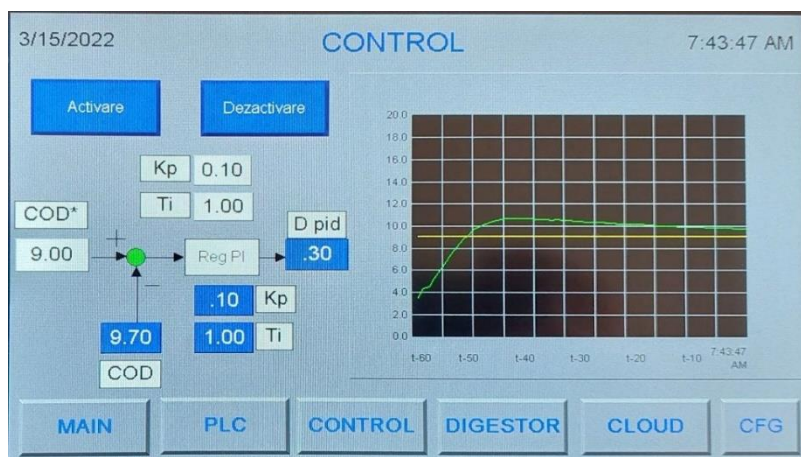 3/15/2022
CONTROL
7:43:47 AM
Activare
Dezactivare
Kp 0.10
Ti 1.00
COD*
9.00
+
−
Reg PI
D pid
.30
.10 Kp
1.00 Ti
9.70
COD
20.0
18.0
16.0
14.0
12.0
10.0
8.0
6.0
4.0
2.0
0.0
t-60 t-50 t-40 t-30 t-20 t-10 7:43:47
AM
MAIN PLC CONTROL DIGESTOR CLOUD CFG